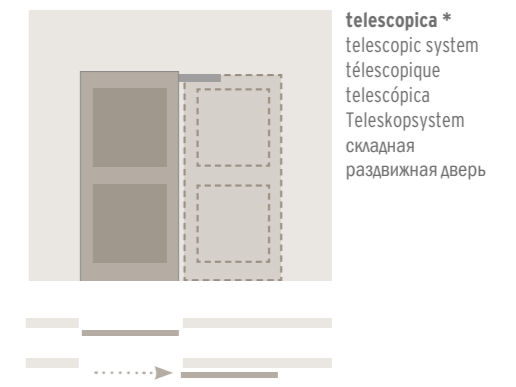 telescopica *
telescopic system
télescopique
telescópica
Teleskopsystem
складная
раздвижная дверь